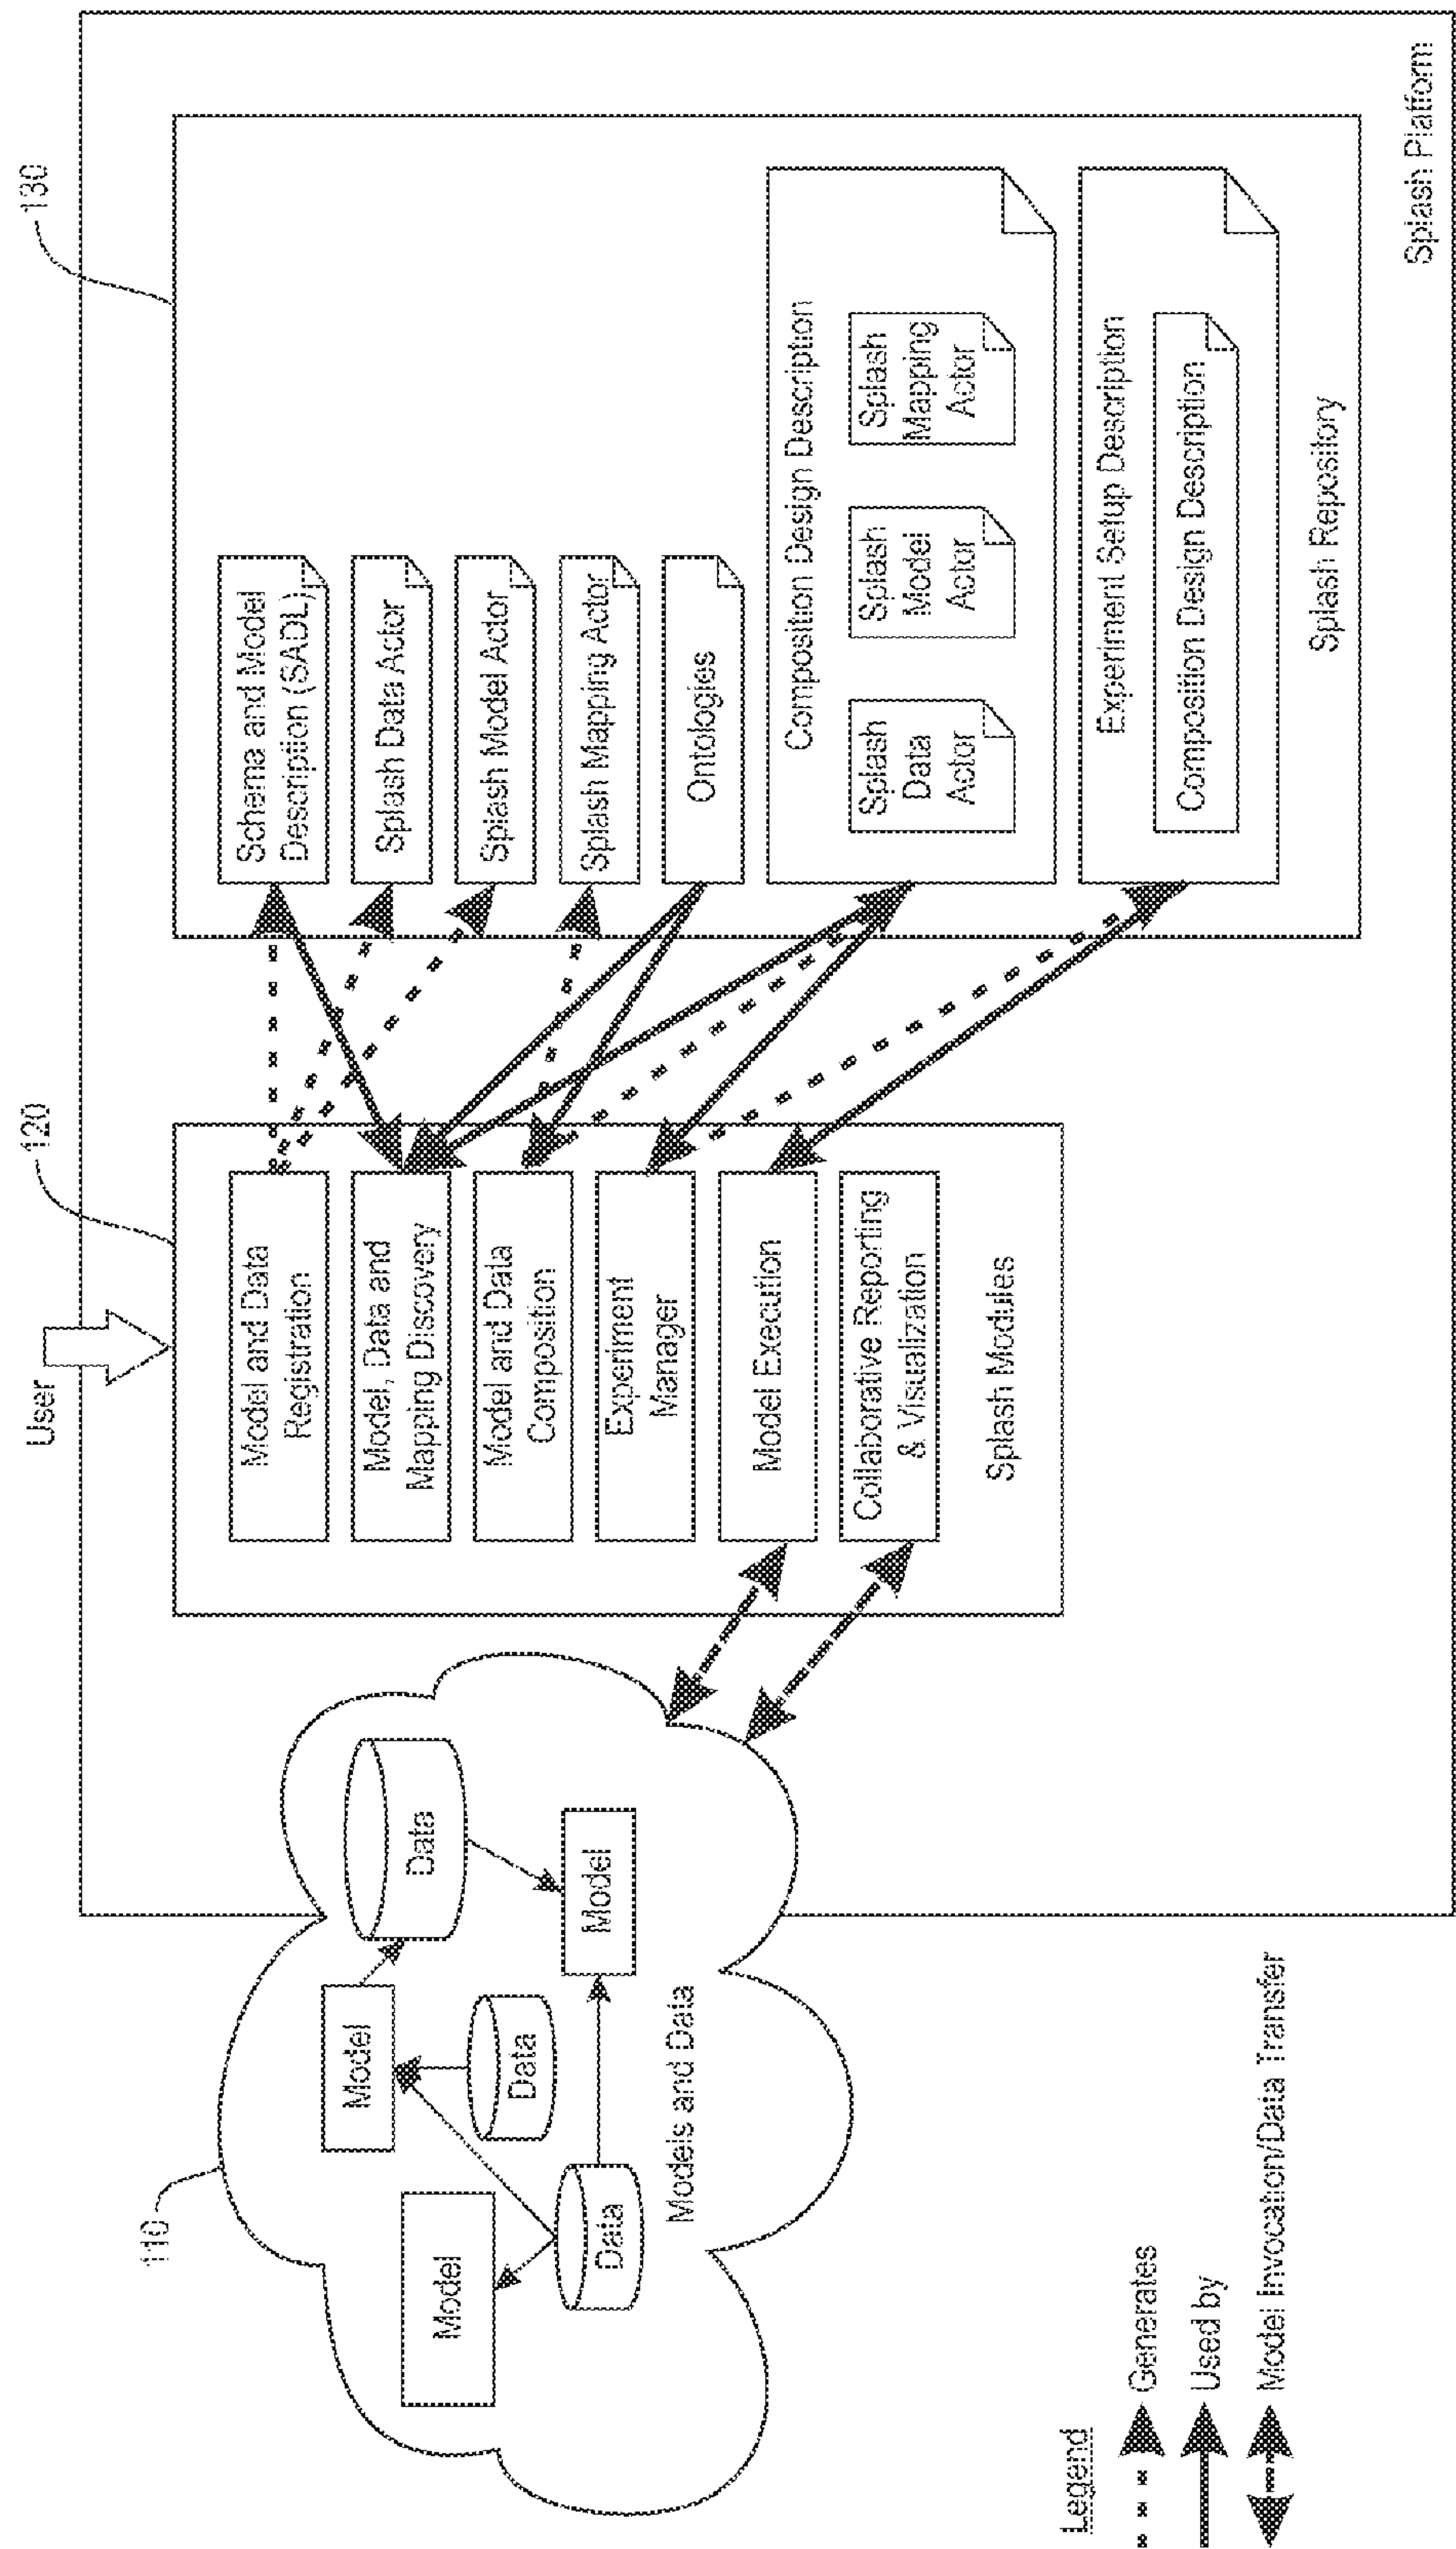 110
Model
Model
Data
Data
Data
Model
Models and Data
User
120
Model and Data
Registration
Model, Data and
Mapping Discovery
Model and Data
Composition
Experiment
Manager
Model Execution
Collaborative Reporting
& Visualization
Splash Modules
130
Schema and Model
Description (SADL)
Splash Data Actor
Splash Model Actor
Splash Mapping Actor
Ontologies
Composition Design Description
Splash
Data
Actor
Splash
Model
Actor
Splash
Mapping
Actor
Experiment Setup Description
Composition Design Description
Splash Repository
Splash Platform
Legend
Generates
Used by
Model Invocation/Data Transfer